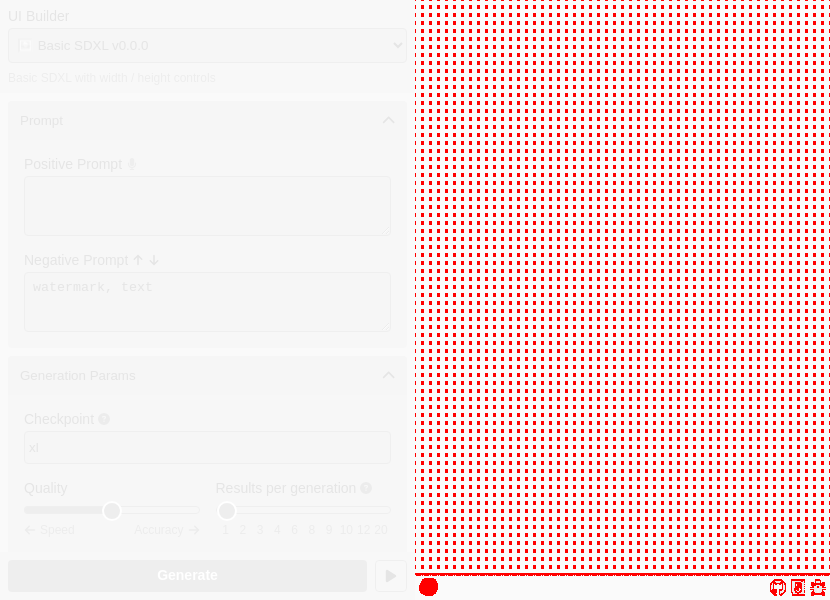 UI Builder
Basic SDXL v0.0.0
Basic SDXL with width / height controls
Prompt
Positive Prompt
Negative Prompt
watermark, text
Generation Params
Checkpoint
xl
Quality
Results per generation
Speed
Accuracy
1 2 3 4 6 8 9 10 12 20
Generate